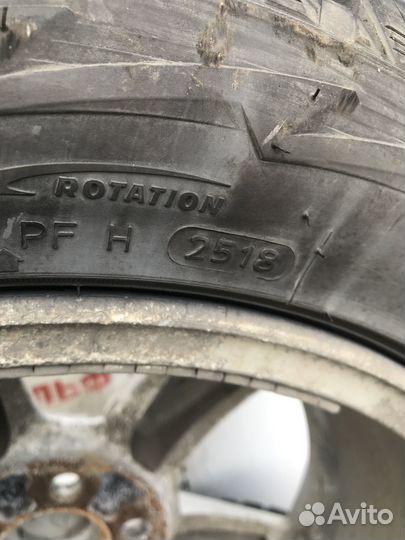 ROTATION
PF H 2518
Avito